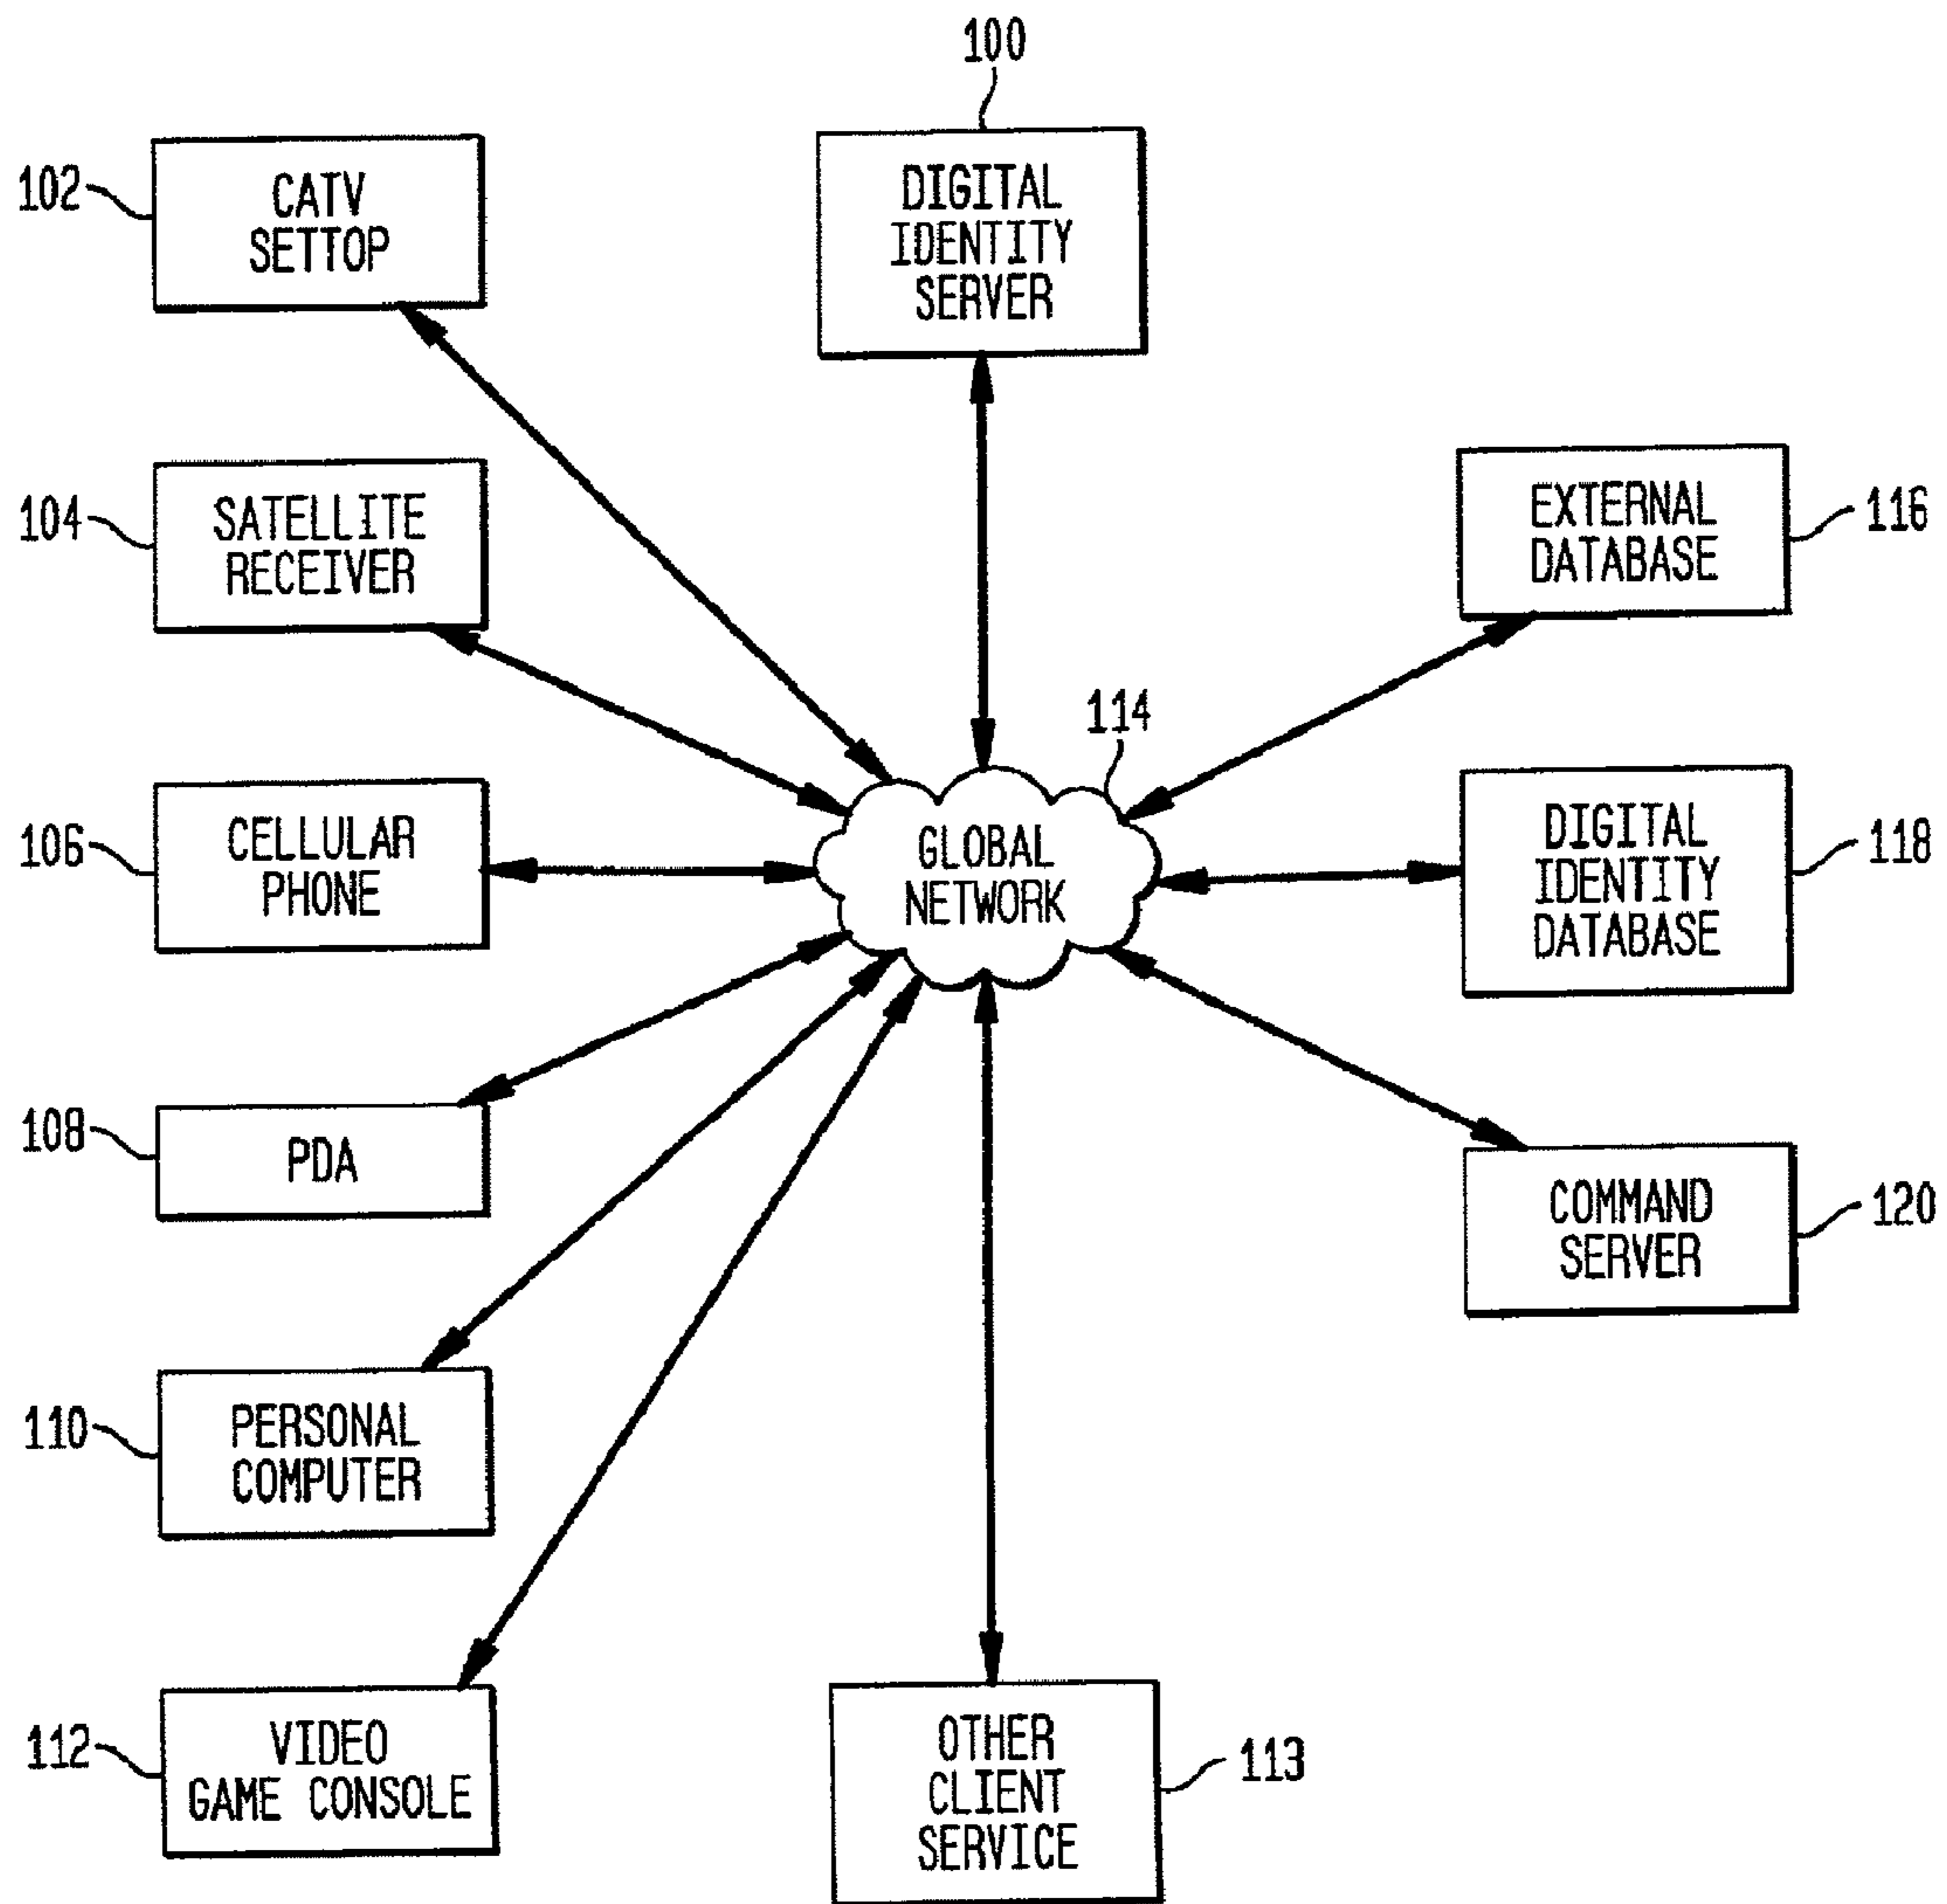 100
102
CATV
SETTOP
DIGITAL
IDENTITY
SERVER
104
SATELLITE
RECEIVER
EXTERNAL
DATABASE
116
114
106
CELLULAR
PHONE
GLOBAL
NETWORK
DIGITAL
IDENTITY
DATABASE
118
108
PDA
COMMAND
SERVER
120
110
PERSONAL
COMPUTER
112
VIDEO
GAME CONSOLE
OTHER
CLIENT
SERVICE
113